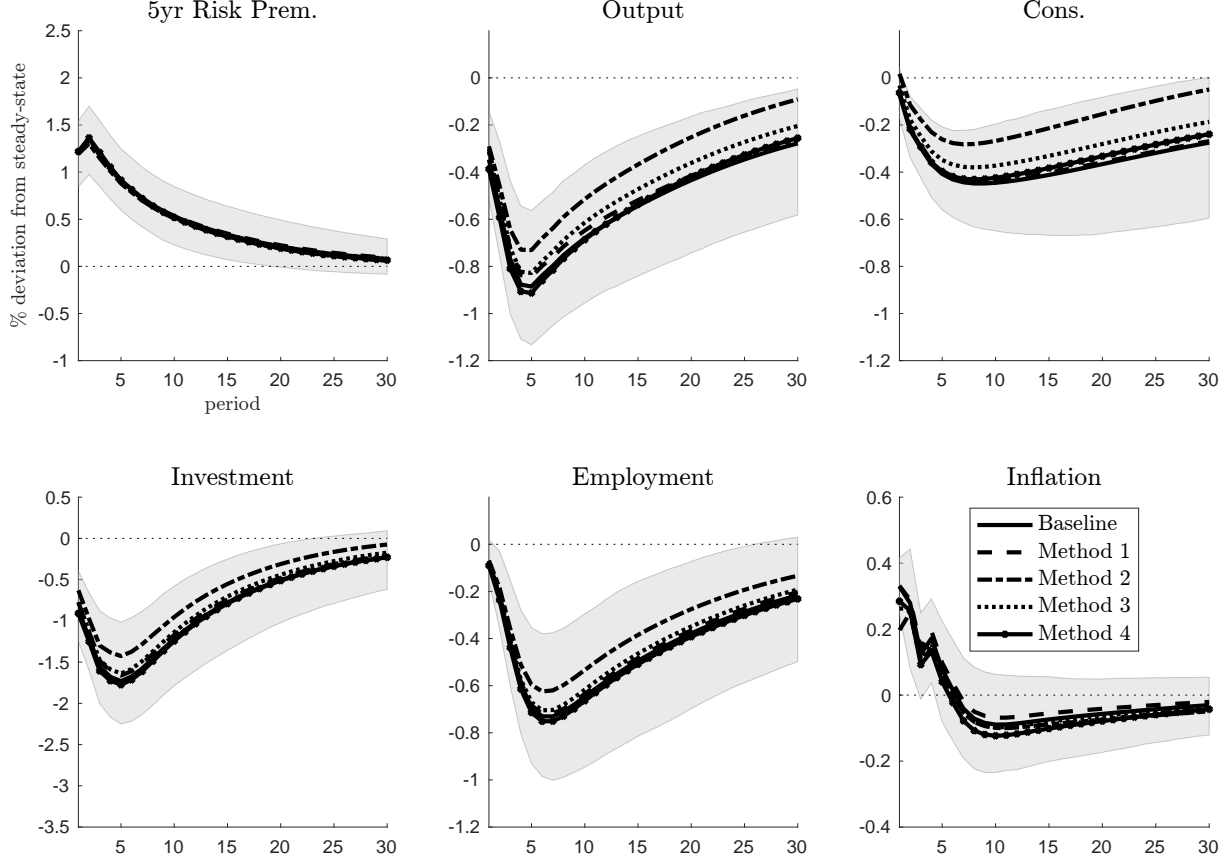 5yr Risk Prem.
Output
Cons.
% deviation from steady-state
2.5
2
1.5
1
0.5
0
-0.5
-1
5 10 15 20 25 30
period
0
-0.2
-0.4
-0.6
-0.8
-1
-1.2
5 10 15 20 25 30
0
-0.2
-0.4
-0.6
-0.8
-1
-1.2
5 10 15 20 25 30
Investment
Employment
Inflation
0.5
0
-0.5
-1
-1.5
-2
-2.5
-3
-3.5
5 10 15 20 25 30
0
-0.2
-0.4
-0.6
-0.8
-1
-1.2
5 10 15 20 25 30
0.6
0.4
0.2
0
-0.2
-0.4
5 10 15 20 25 30
Baseline
Method 1
Method 2
Method 3
Method 4